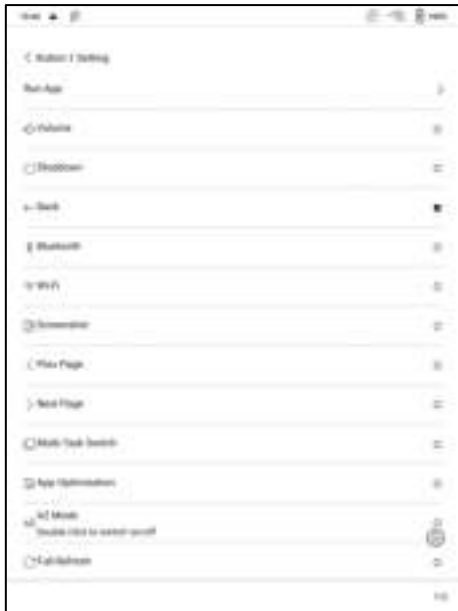 Button 1 Setting
Run App
Volume
Shutdown
Back
Bluetooth
Wi-Fi
Screenshot
Prev Page
Next Page
Multi-Task Switch
App Optimization
A2 Mode
Double click to switch on/off
Full Refresh